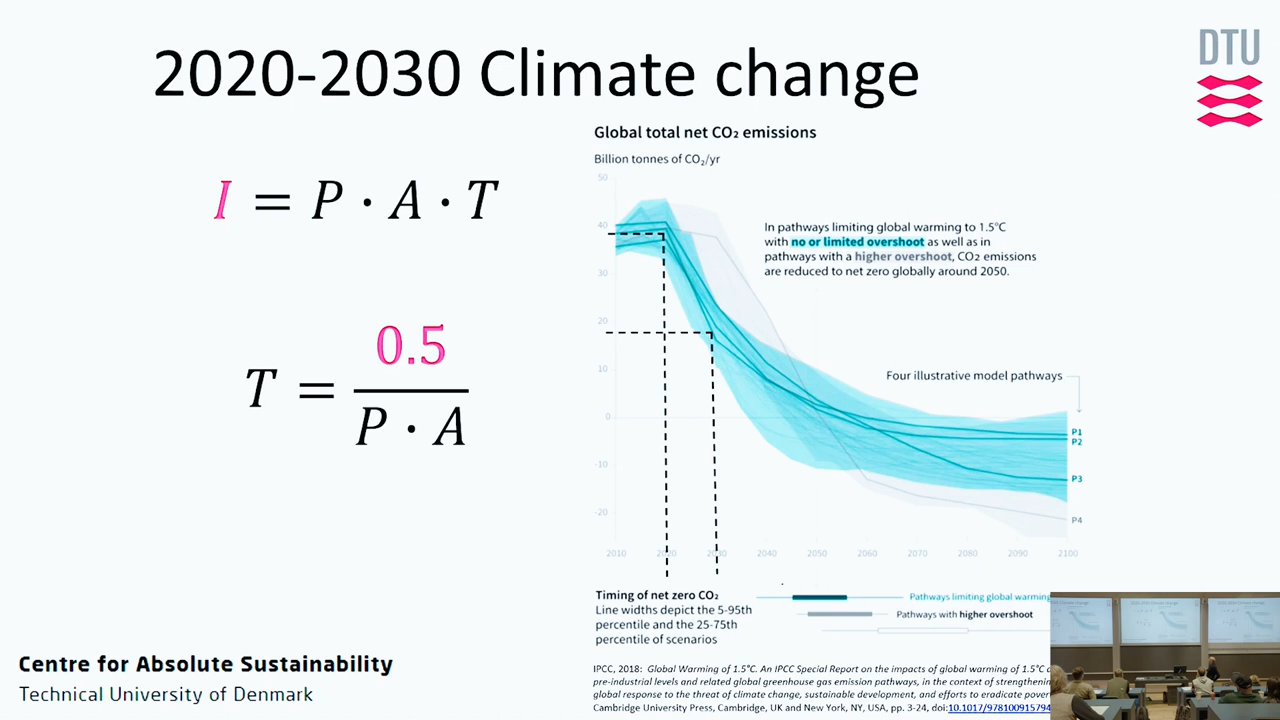 2020-2030 Climate change
DTU
I = P · A · T
T = 0.5
P · A
Global total net CO₂ emissions
Billion tonnes of CO₂/yr
50
40
30
20
10
0
-10
-20
In pathways limiting global warming to 1.5°C
with no or limited overshoot as well as in
pathways with a higher overshoot, CO2 emissions
are reduced to net zero globally around 2050.
Four illustrative model pathways
P1
P2
P3
P4
2010 2020 2030 2040 2050 2060 2070 2080 2090 2100
Timing of net zero CO₂
Line widths depict the 5-95th
percentile and the 25-75th
percentile of scenarios
Pathways limiting global warming
Pathways with higher overshoot
IPCC, 2018: Global Warming of 1.5°C. An IPCC Special Report on the impacts of global warming of 1.5°C
pre-industrial levels and related global greenhouse gas emission pathways, in the context of strengthenin
global response to the threat of climate change, sustainable development, and efforts to eradicate pover
Cambridge University Press, Cambridge, UK and New York, NY, USA, pp. 3-24, doi:10.1017/978100915794
Centre for Absolute Sustainability
Technical University of Denmark